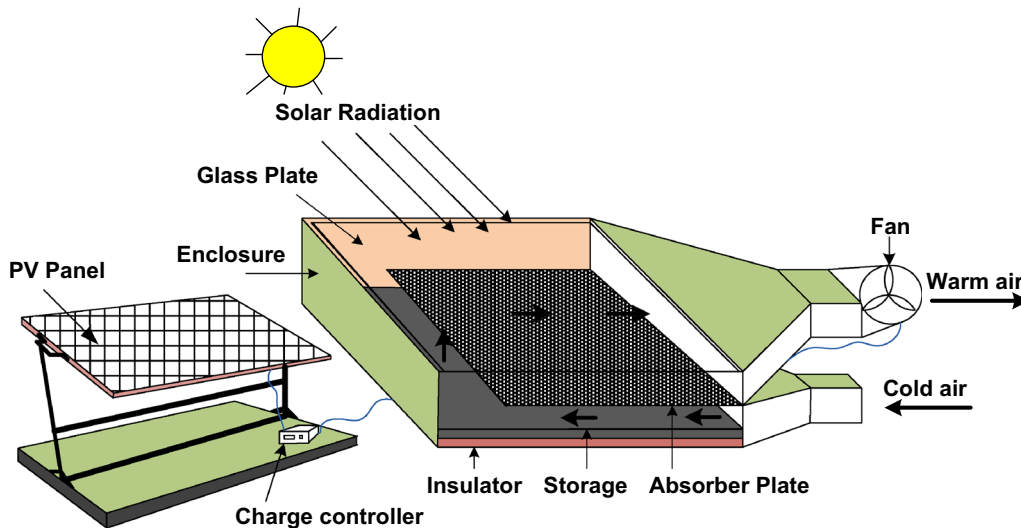 Solar Radiation
Glass Plate
Fan
Enclosure
PV Panel
Warm air
Cold air
Insulator
Storage
Absorber Plate
Charge controller